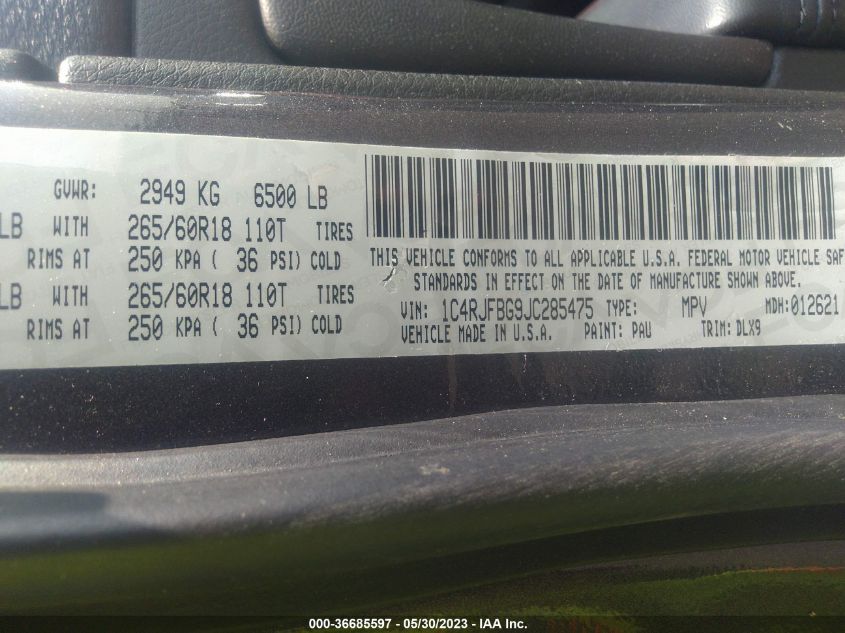 GVWR: 2949 KG 6500 LB
LB WITH 265/60R18 110T TIRES
RIMS AT 250 KPA ( 36 PSI) COLD
LB WITH 265/60R18 110T TIRES
RIMS AT 250 KPA ( 36 PSI) COLD
THIS VEHICLE CONFORMS TO ALL APPLICABLE U.S.A. FEDERAL MOTOR VEHICLE SAF
STANDARDS IN EFFECT ON THE DATE OF MANUFACTURE SHOWN ABOVE.
VIN: 1C4RJFBG9JC285475 TYPE: MPV MDH:012621
VEHICLE MADE IN U.S.A. PAINT: PAU TRIM: DLX9
000-36685597 - 05/30/2023 - IAA Inc.